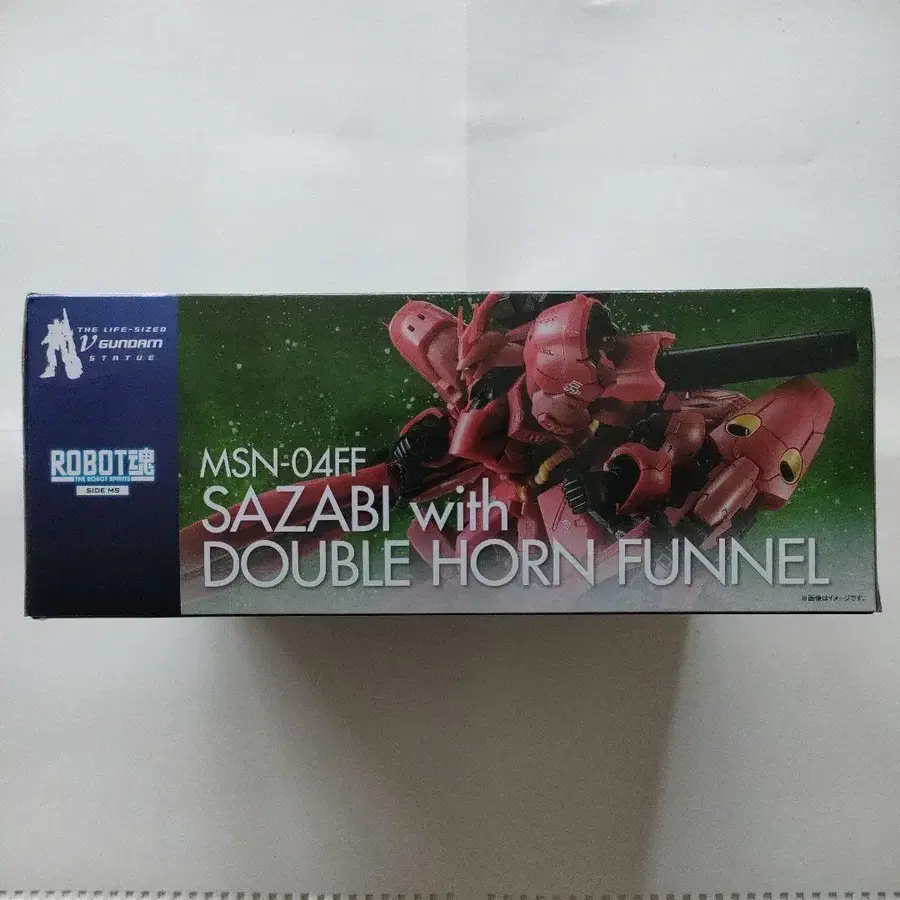 THE LIFE-SIZED
ν GUNDAM
STATUE
ROBOT魂
THE ROBOT SPIRITS
SIDE MS
MSN-04FF
SAZABI with
DOUBLE HORN FUNNEL
※画像はイメージです。